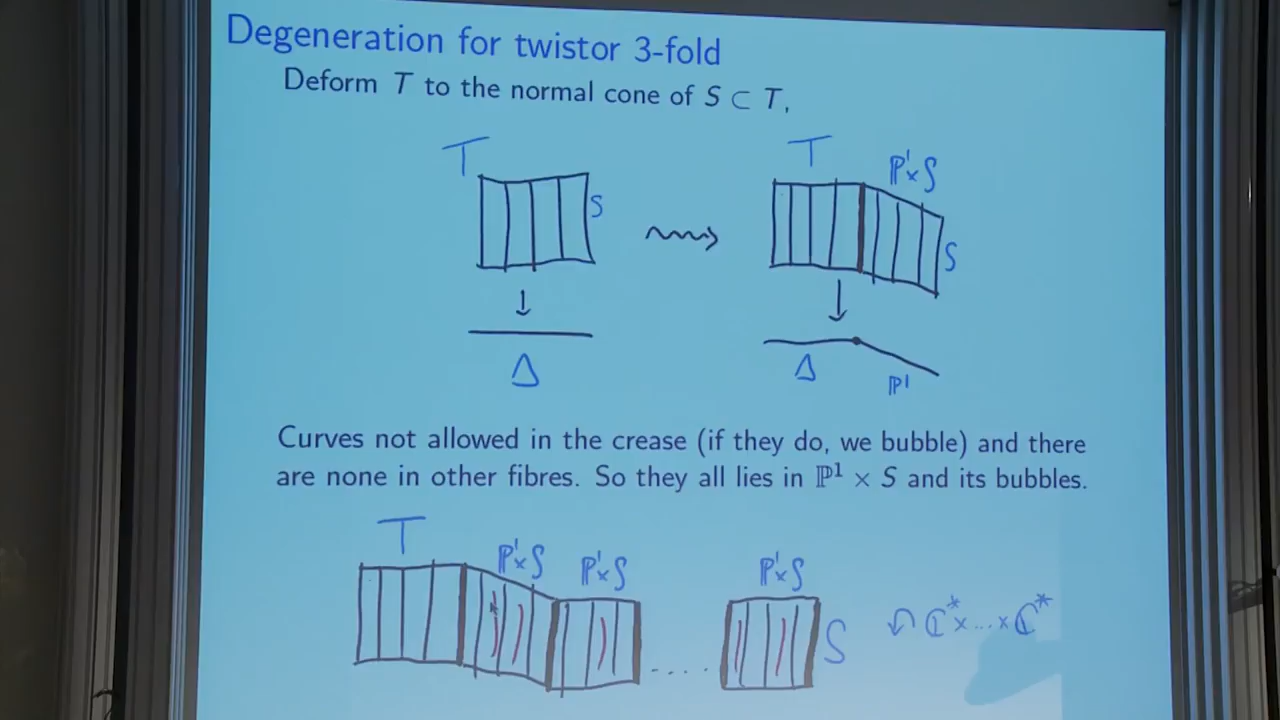 Degeneration for twistor 3-fold
Deform T to the normal cone of S ⊂ T,
T
S
Δ
T
ℙ¹×S
S
Δ
ℙ¹
Curves not allowed in the crease (if they do, we bubble) and there
are none in other fibres. So they all lies in ℙ¹ × S and its bubbles.
T
ℙ¹×S
ℙ¹×S
....
ℙ¹×S
S
ℂ*×...×ℂ*